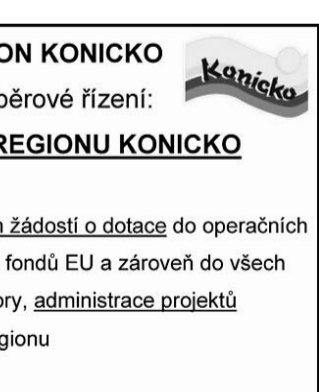 ON KONICKO
Konicko
běrové řízení:
REGIONU KONICKO
n žádostí o dotace do operačních
fondů EU a zároveň do všech
ory, administrace projektů
gionu